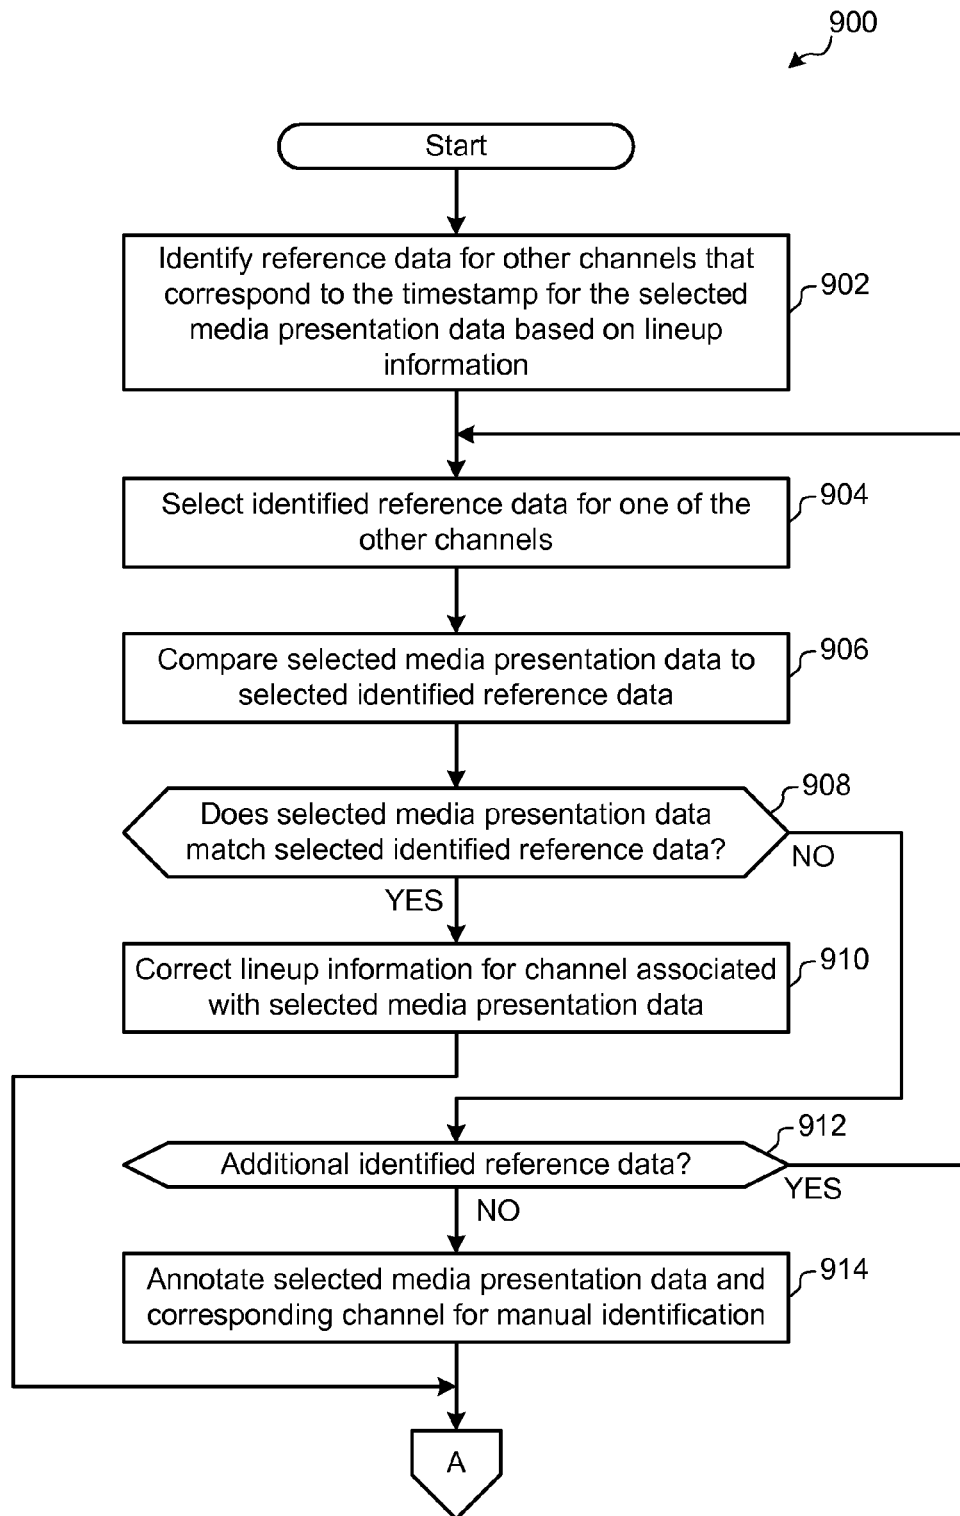 900
Start
Identify reference data for other channels that
correspond to the timestamp for the selected
media presentation data based on lineup
information
902
Select identified reference data for one of the
other channels
904
Compare selected media presentation data to
selected identified reference data
906
Does selected media presentation data
match selected identified reference data?
908
NO
YES
Correct lineup information for channel associated
with selected media presentation data
910
Additional identified reference data?
912
YES
NO
Annotate selected media presentation data and
corresponding channel for manual identification
914
A